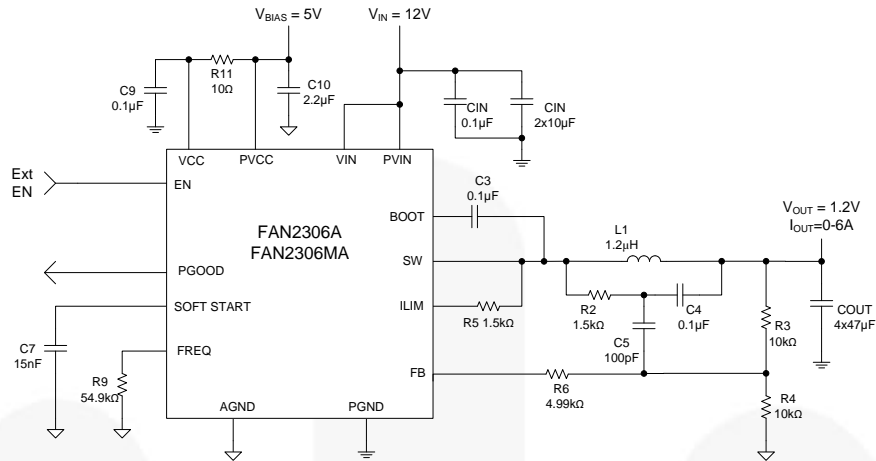 V_BIAS = 5V
V_IN = 12V
C9
0.1µF
R11
10Ω
C10
2.2µF
CIN
0.1µF
CIN
2x10µF
VCC
PVCC
VIN
PVIN
Ext
EN
EN
FAN2306A
FAN2306MA
BOOT
C3
0.1µF
V_OUT = 1.2V
I_OUT=0-6A
L1
1.2µH
PGOOD
SW
SOFT START
ILIM
R5 1.5kΩ
R2
1.5kΩ
C4
0.1µF
C5
100pF
R3
10kΩ
COUT
4x47µF
C7
15nF
FREQ
R9
54.9kΩ
FB
R6
4.99kΩ
R4
10kΩ
AGND
PGND